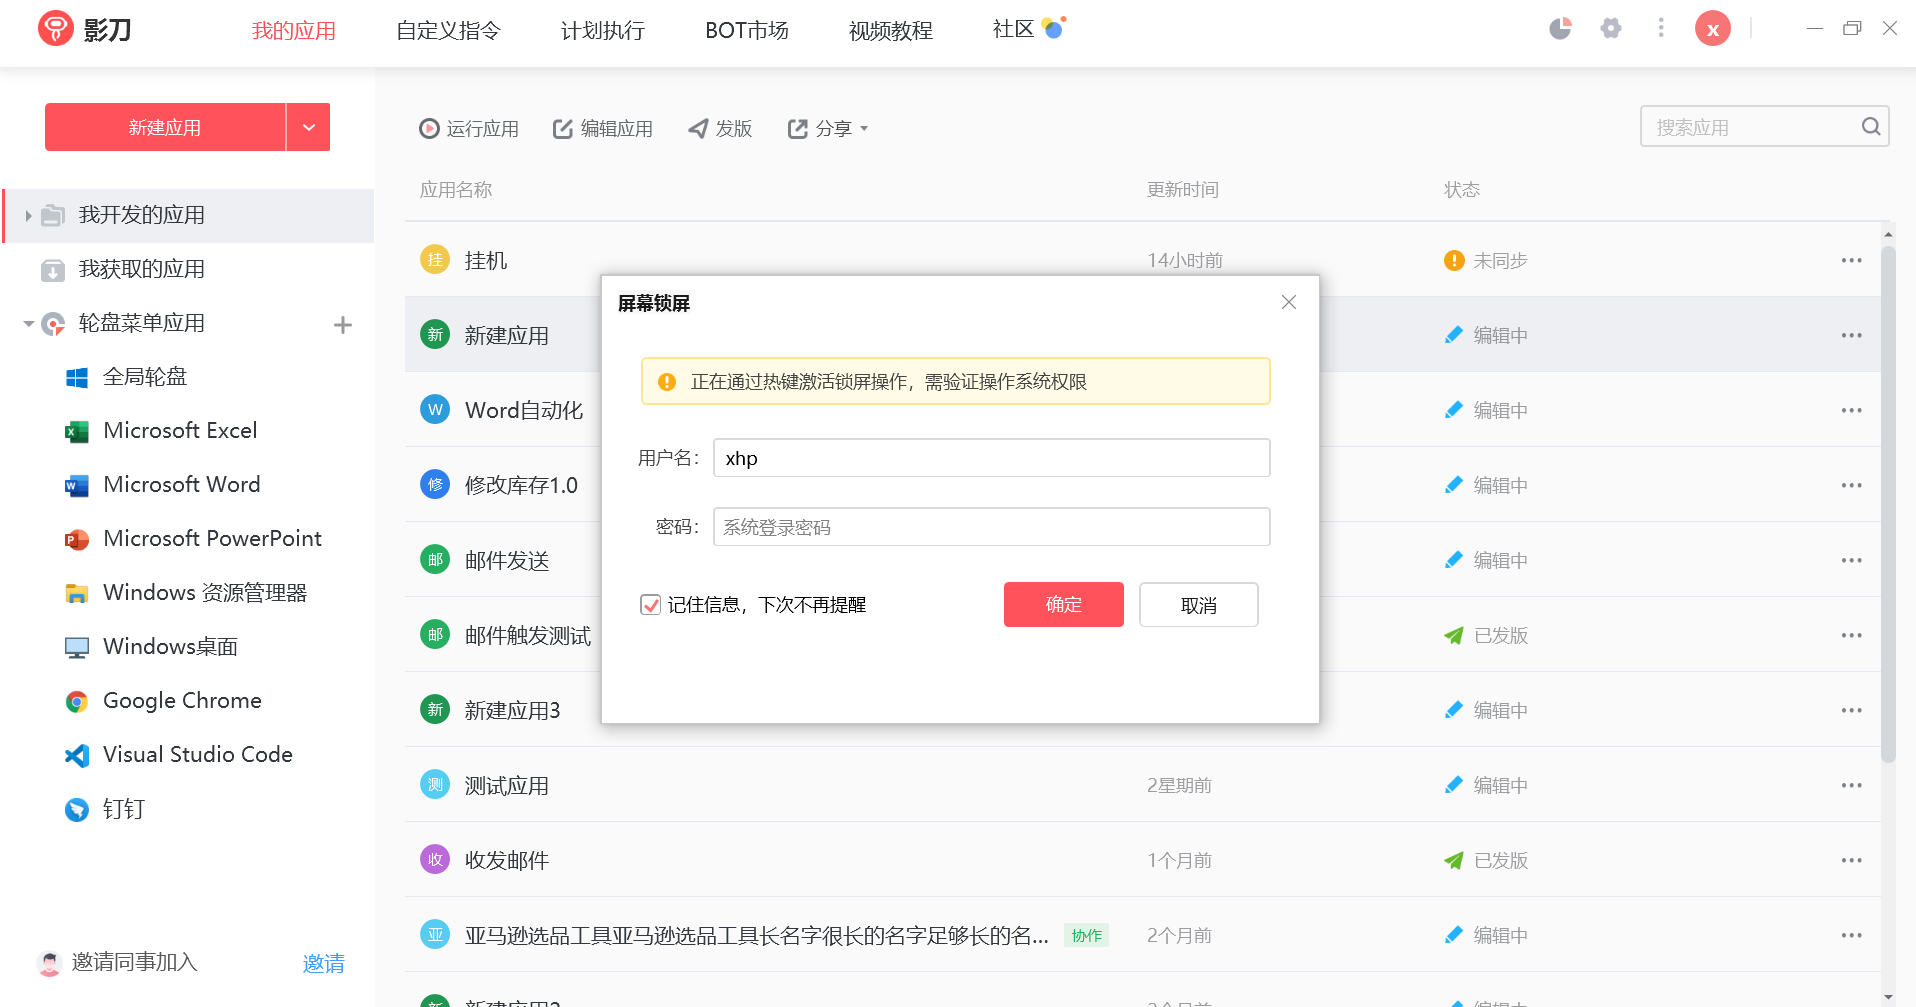 影刀
我的应用
自定义指令
计划执行
BOT市场
视频教程
社区
x
新建应用
运行应用
编辑应用
发版
分享
搜索应用
我开发的应用
我获取的应用
轮盘菜单应用
全局轮盘
Microsoft Excel
Microsoft Word
Microsoft PowerPoint
Windows 资源管理器
Windows桌面
Google Chrome
Visual Studio Code
钉钉
邀请同事加入 邀请
应用名称 更新时间 状态
挂 挂机 14小时前 未同步
新 新建应用 编辑中
W Word自动化 编辑中
修 修改库存1.0 编辑中
邮 邮件发送 编辑中
邮 邮件触发测试 已发版
新 新建应用3 编辑中
测 测试应用 2星期前 编辑中
收 收发邮件 1个月前 已发版
亚 亚马逊选品工具亚马逊选品工具长名字很长的名字足够长的名... 协作 2个月前 编辑中
屏幕锁屏
正在通过热键激活锁屏操作，需验证操作系统权限
用户名： xhp
密码： 系统登录密码
记住信息，下次不再提醒
确定
取消